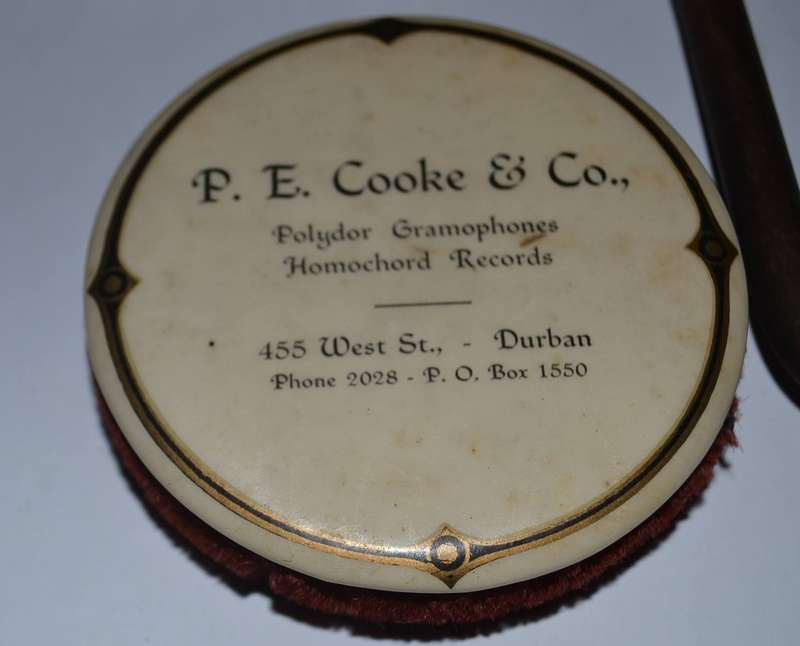 P. E. Cooke & Co.,
Polydor Gramophones
Homochord Records
455 West St., - Durban
Phone 2028 - P. O. Box 1550